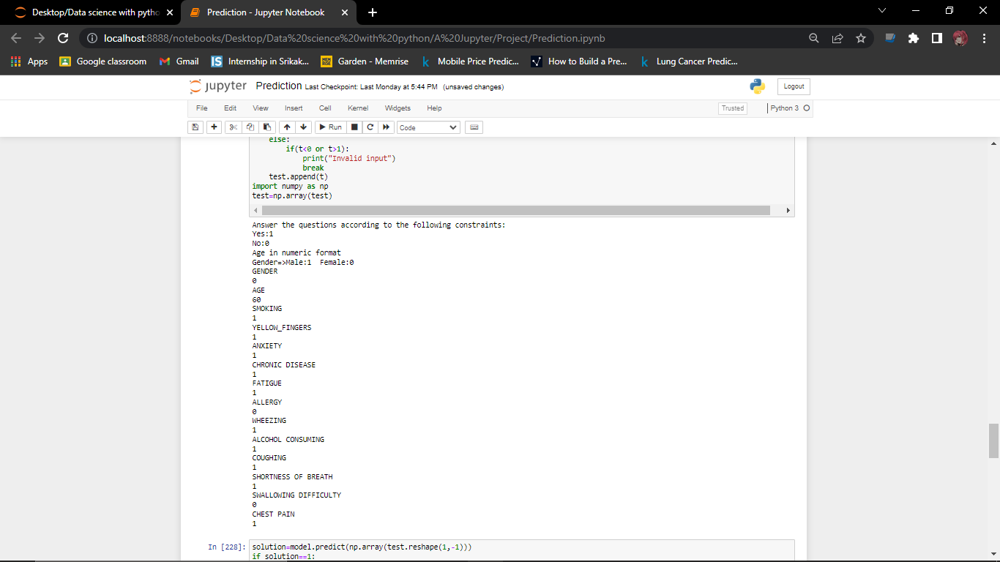 Desktop/Data science with pytho
Prediction - Jupyter Notebook
localhost:8888/notebooks/Desktop/Data%20science%20with%20python/A%20Jupyter/Project/Prediction.ipynb
Apps
Google classroom
Gmail
IS
Internship in Srikak...
Garden - Memrise
k
Mobile Price Predic...
How to Build a Pre...
k
Lung Cancer Predic...
jupyter Prediction Last Checkpoint: Last Monday at 5:44 PM (unsaved changes)
Logout
File Edit View Insert Cell Kernel Widgets Help
Trusted
Python 3
Run
Code
else:
if(t<0 or t>1):
print("Invalid input")
break
test.append(t)
import numpy as np
test=np.array(test)
Answer the questions according to the following constraints:
Yes:1
No:0
Age in numeric format
Gender=>Male:1 Female:0
GENDER
0
AGE
60
SMOKING
1
YELLOW_FINGERS
1
ANXIETY
1
CHRONIC DISEASE
1
FATIGUE
1
ALLERGY
0
WHEEZING
1
ALCOHOL CONSUMING
1
COUGHING
1
SHORTNESS OF BREATH
1
SWALLOWING DIFFICULTY
0
CHEST PAIN
1
In [228]: solution=model.predict(np.array(test.reshape(1,-1)))
if solution==1: